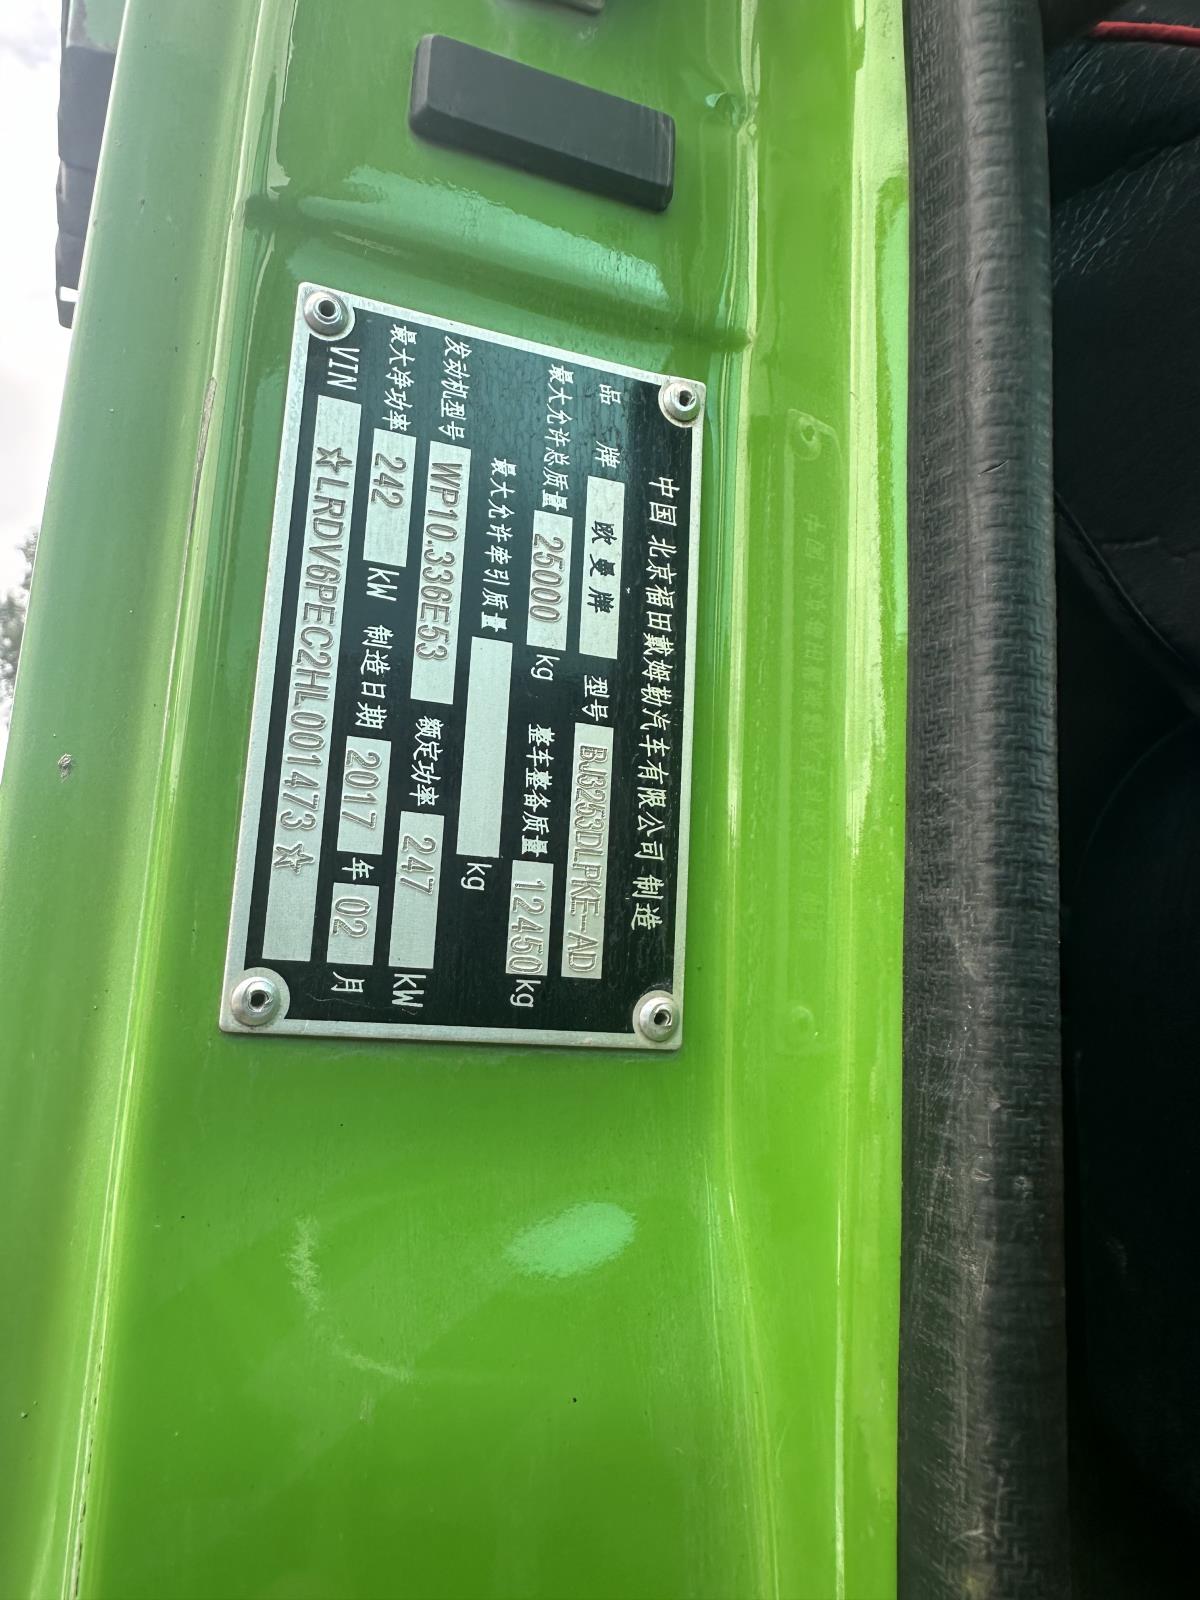 中国 北京福田戴姆勒汽车有限公司 制造
品 牌 欧曼牌 型号 BJ3253DLPKE-AD
最大允许总质量 25000 kg 整车整备质量 12450 kg
最大允许牵引质量 kg
发动机型号 WP10.336E53 额定功率 247 kW
最大净功率 242 kW 制造日期 2017 年 02 月
VIN ☆LRDV6PEC2HL001473☆